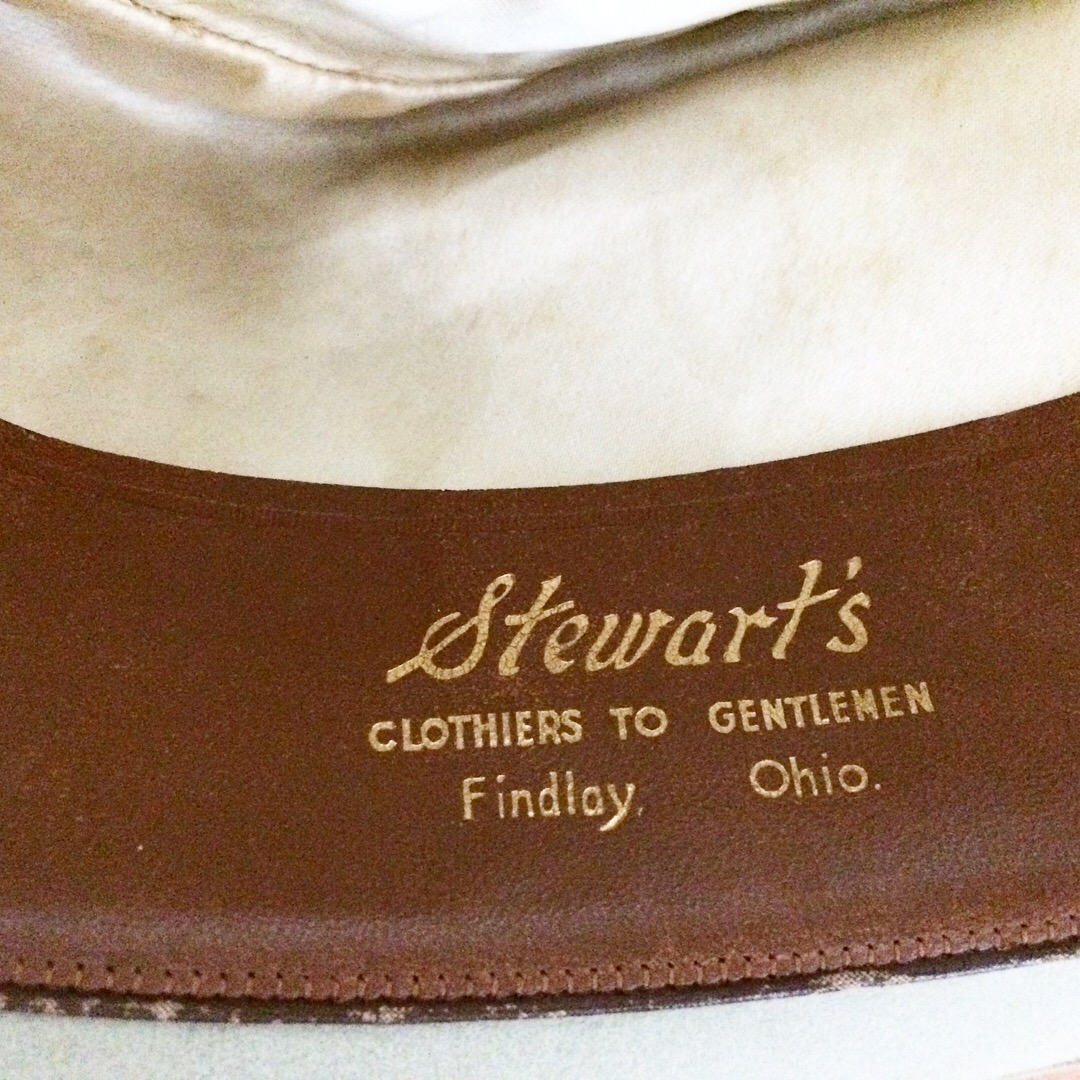 Stewart's
CLOTHIERS TO GENTLEMEN
Findlay, Ohio.